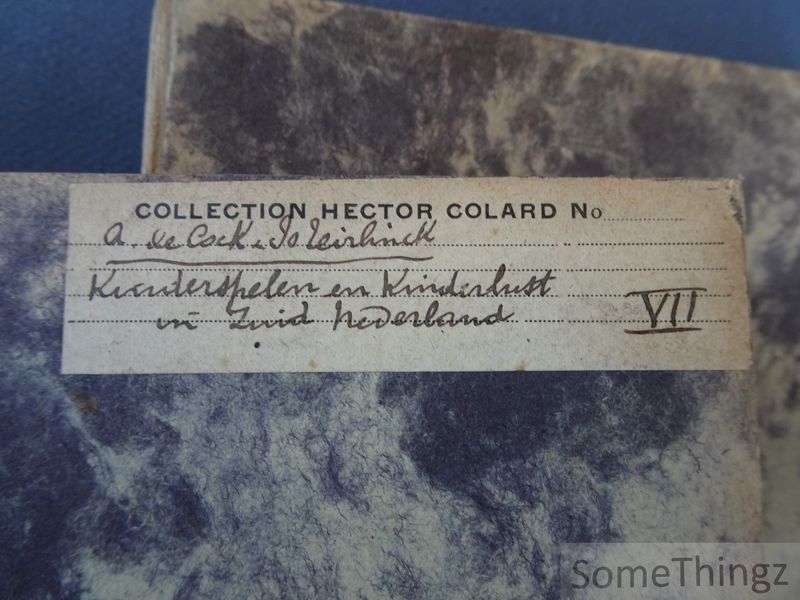 COLLECTION HECTOR COLARD No
A. de Cock & Is Teirlinck
Kinderspelen en Kinderlust
in Zuid Nederland
VII
SomeThingz